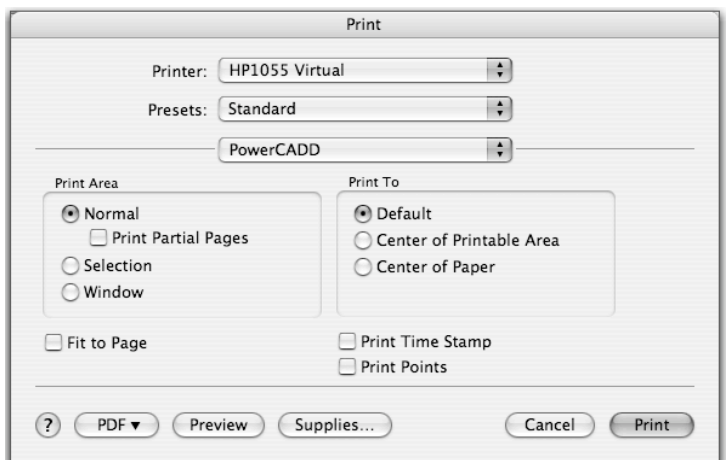 Print
Printer: HP1055 Virtual
Presets: Standard
PowerCADD
Print Area
Normal
Print Partial Pages
Selection
Window
Print To
Default
Center of Printable Area
Center of Paper
Fit to Page
Print Time Stamp
Print Points
? PDF▼ Preview Supplies... Cancel Print